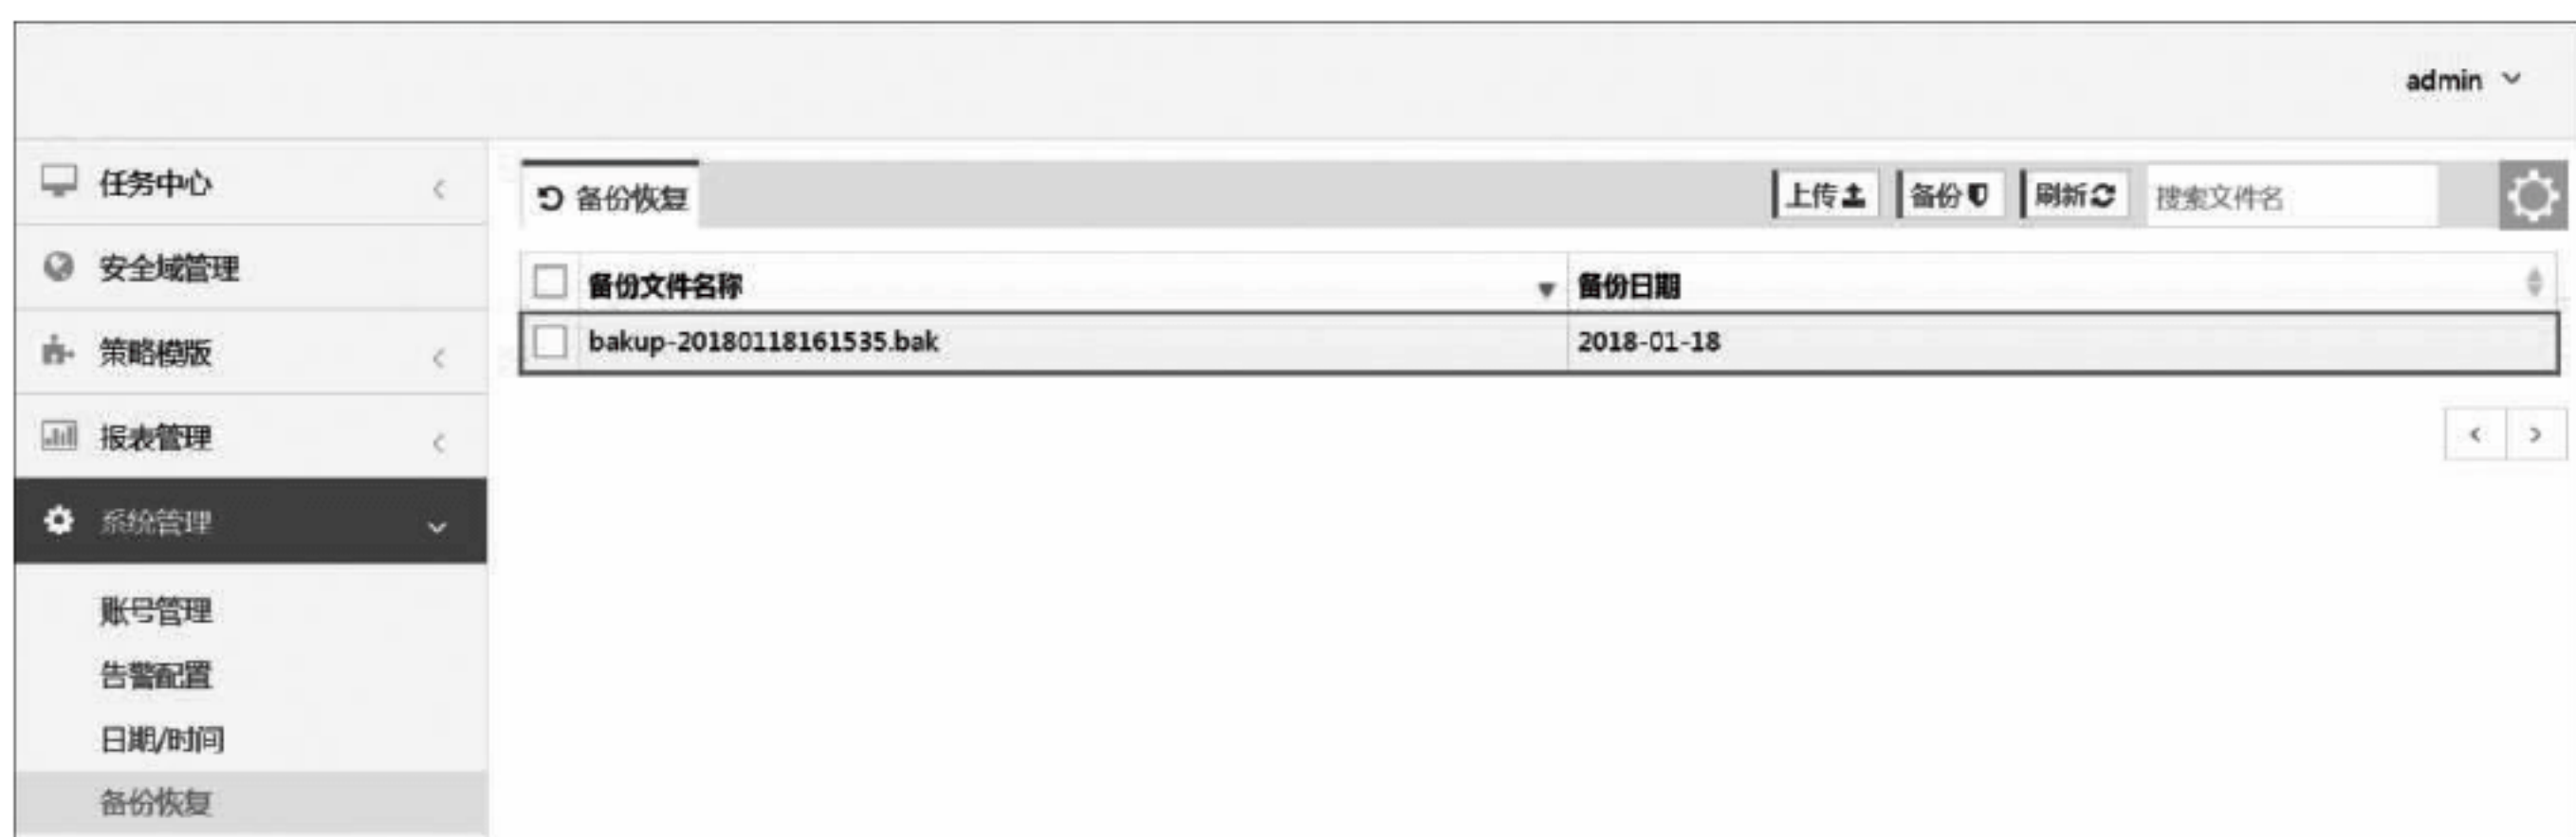 admin
任务中心
安全域管理
策略模版
报表管理
系统管理
账号管理
告警配置
日期/时间
备份恢复
备份恢复 上传 备份 刷新 搜索文件名
备份文件名称 备份日期
bakup-20180118161535.bak 2018-01-18